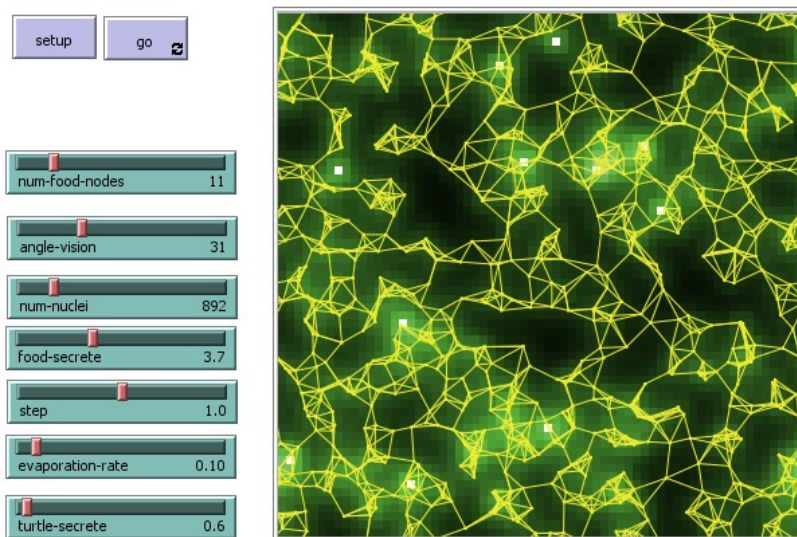 setup
go
num-food-nodes 11
angle-vision 31
num-nuclei 892
food-secrete 3.7
step 1.0
evaporation-rate 0.10
turtle-secrete 0.6